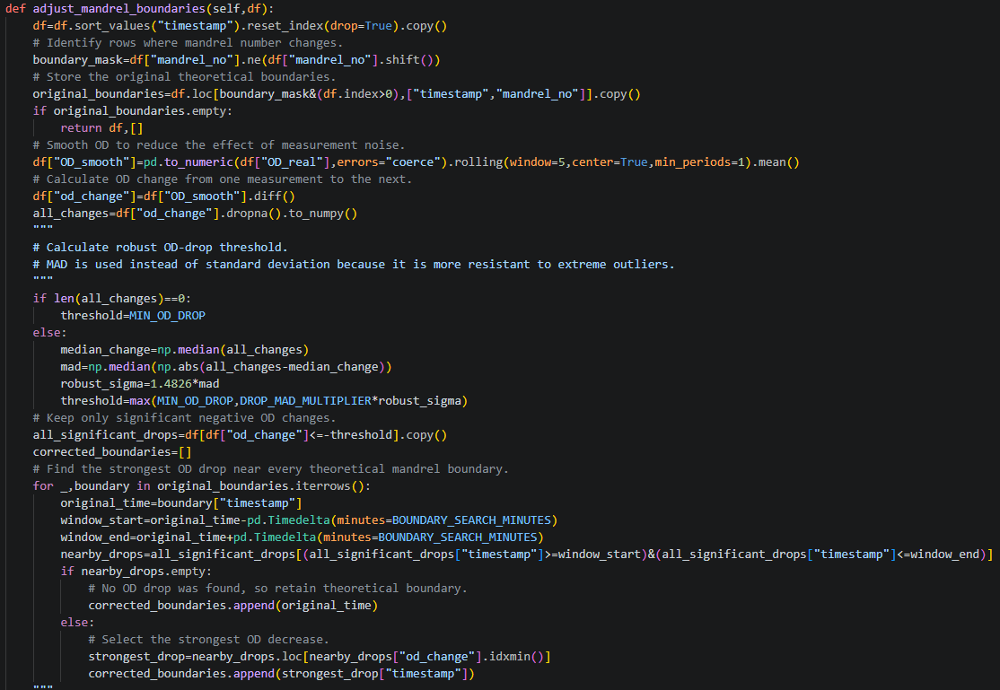 def adjust_mandrel_boundaries(self,df):
    df=df.sort_values("timestamp").reset_index(drop=True).copy()
    # Identify rows where mandrel number changes.
    boundary_mask=df["mandrel_no"].ne(df["mandrel_no"].shift())
    # Store the original theoretical boundaries.
    original_boundaries=df.loc[boundary_mask&(df.index>0),["timestamp","mandrel_no"]].copy()
    if original_boundaries.empty:
        return df,[]
    # Smooth OD to reduce the effect of measurement noise.
    df["OD_smooth"]=pd.to_numeric(df["OD_real"],errors="coerce").rolling(window=5,center=True,min_periods=1).mean()
    # Calculate OD change from one measurement to the next.
    df["od_change"]=df["OD_smooth"].diff()
    all_changes=df["od_change"].dropna().to_numpy()
    """
    # Calculate robust OD-drop threshold.
    # MAD is used instead of standard deviation because it is more resistant to extreme outliers.
    """
    if len(all_changes)==0:
        threshold=MIN_OD_DROP
    else:
        median_change=np.median(all_changes)
        mad=np.median(np.abs(all_changes-median_change))
        robust_sigma=1.4826*mad
        threshold=max(MIN_OD_DROP,DROP_MAD_MULTIPLIER*robust_sigma)
    # Keep only significant negative OD changes.
    all_significant_drops=df[df["od_change"]<=-threshold].copy()
    corrected_boundaries=[]
    # Find the strongest OD drop near every theoretical mandrel boundary.
    for _,boundary in original_boundaries.iterrows():
        original_time=boundary["timestamp"]
        window_start=original_time-pd.Timedelta(minutes=BOUNDARY_SEARCH_MINUTES)
        window_end=original_time+pd.Timedelta(minutes=BOUNDARY_SEARCH_MINUTES)
        nearby_drops=all_significant_drops[(all_significant_drops["timestamp"]>=window_start)&(all_significant_drops["timestamp"]<=window_end)]
        if nearby_drops.empty:
            # No OD drop was found, so retain theoretical boundary.
            corrected_boundaries.append(original_time)
        else:
            # Select the strongest OD decrease.
            strongest_drop=nearby_drops.loc[nearby_drops["od_change"].idxmin()]
            corrected_boundaries.append(strongest_drop["timestamp"])
    """